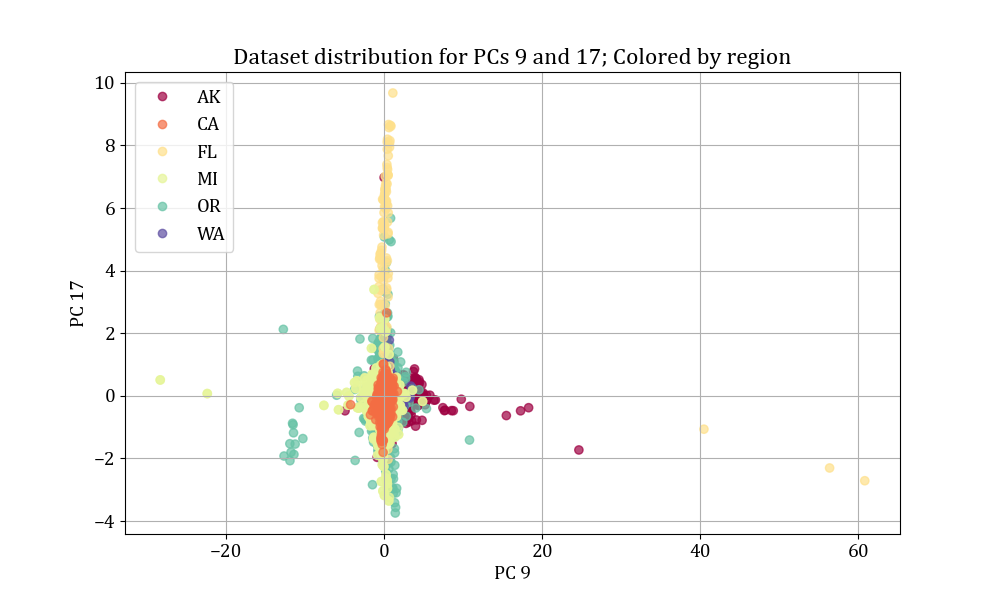 Dataset distribution for PCs 9 and 17; Colored by region
10
8
6
4
2
0
−2
−4
PC 17
AK
CA
FL
MI
OR
WA
−20
0
20
40
60
PC 9